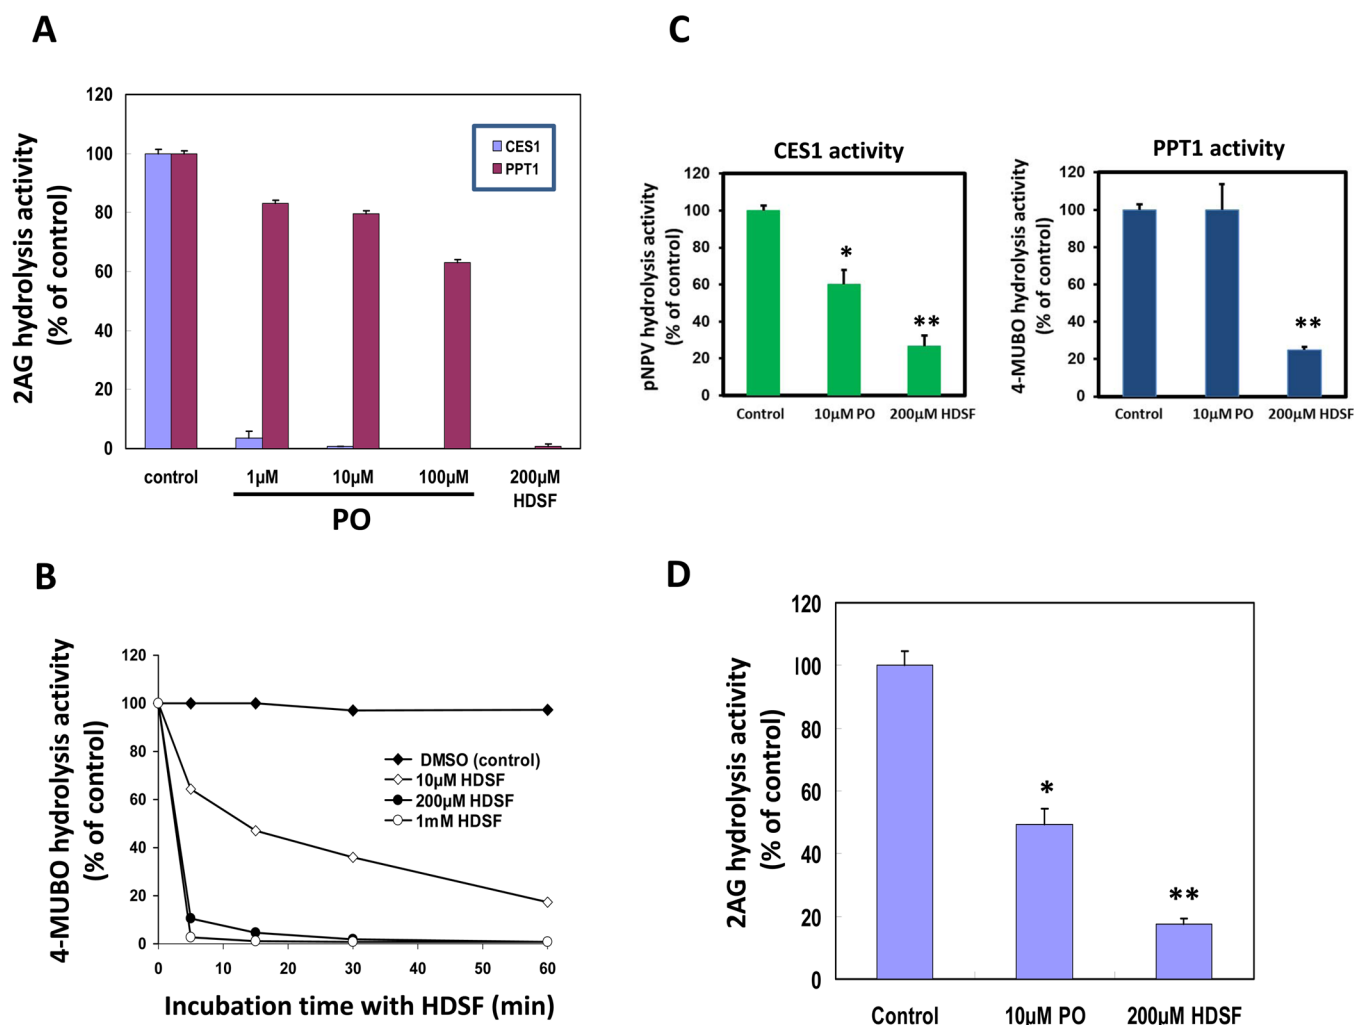 A
2AG hydrolysis activity
(% of control)
120
100
80
60
40
20
0
CES1
PPT1
control
1µM
10µM
100µM
200µM
HDSF
PO
B
4-MUBO hydrolysis activity
(% of control)
120
100
80
60
40
20
0
DMSO (control)
10µM HDSF
200µM HDSF
1mM HDSF
0
10
20
30
40
50
60
Incubation time with HDSF (min)
C
CES1 activity
pNPV hydrolysis activity
(% of control)
120
100
80
60
40
20
0
*
**
Control
10µM PO
200µM HDSF
PPT1 activity
4-MUBO hydrolysis activity
(% of control)
120
100
80
60
40
20
0
**
Control
10µM PO
200µM HDSF
D
2AG hydrolysis activity
(% of control)
120
100
80
60
40
20
0
*
**
Control
10µM PO
200µM HDSF